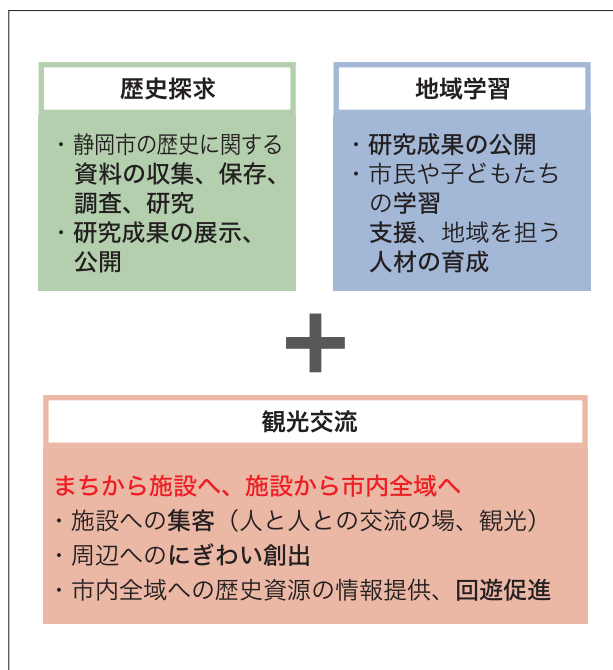 歴史探求
・静岡市の歴史に関する
資料の収集、保存、
調査、研究
・研究成果の展示、
公開
地域学習
・研究成果の公開
・市民や子どもたち
の学習
支援、地域を担う
人材の育成
+
観光交流
まちから施設へ、施設から市内全域へ
・施設への集客（人と人との交流の場、観光）
・周辺へのにぎわい創出
・市内全域への歴史資源の情報提供、回遊促進